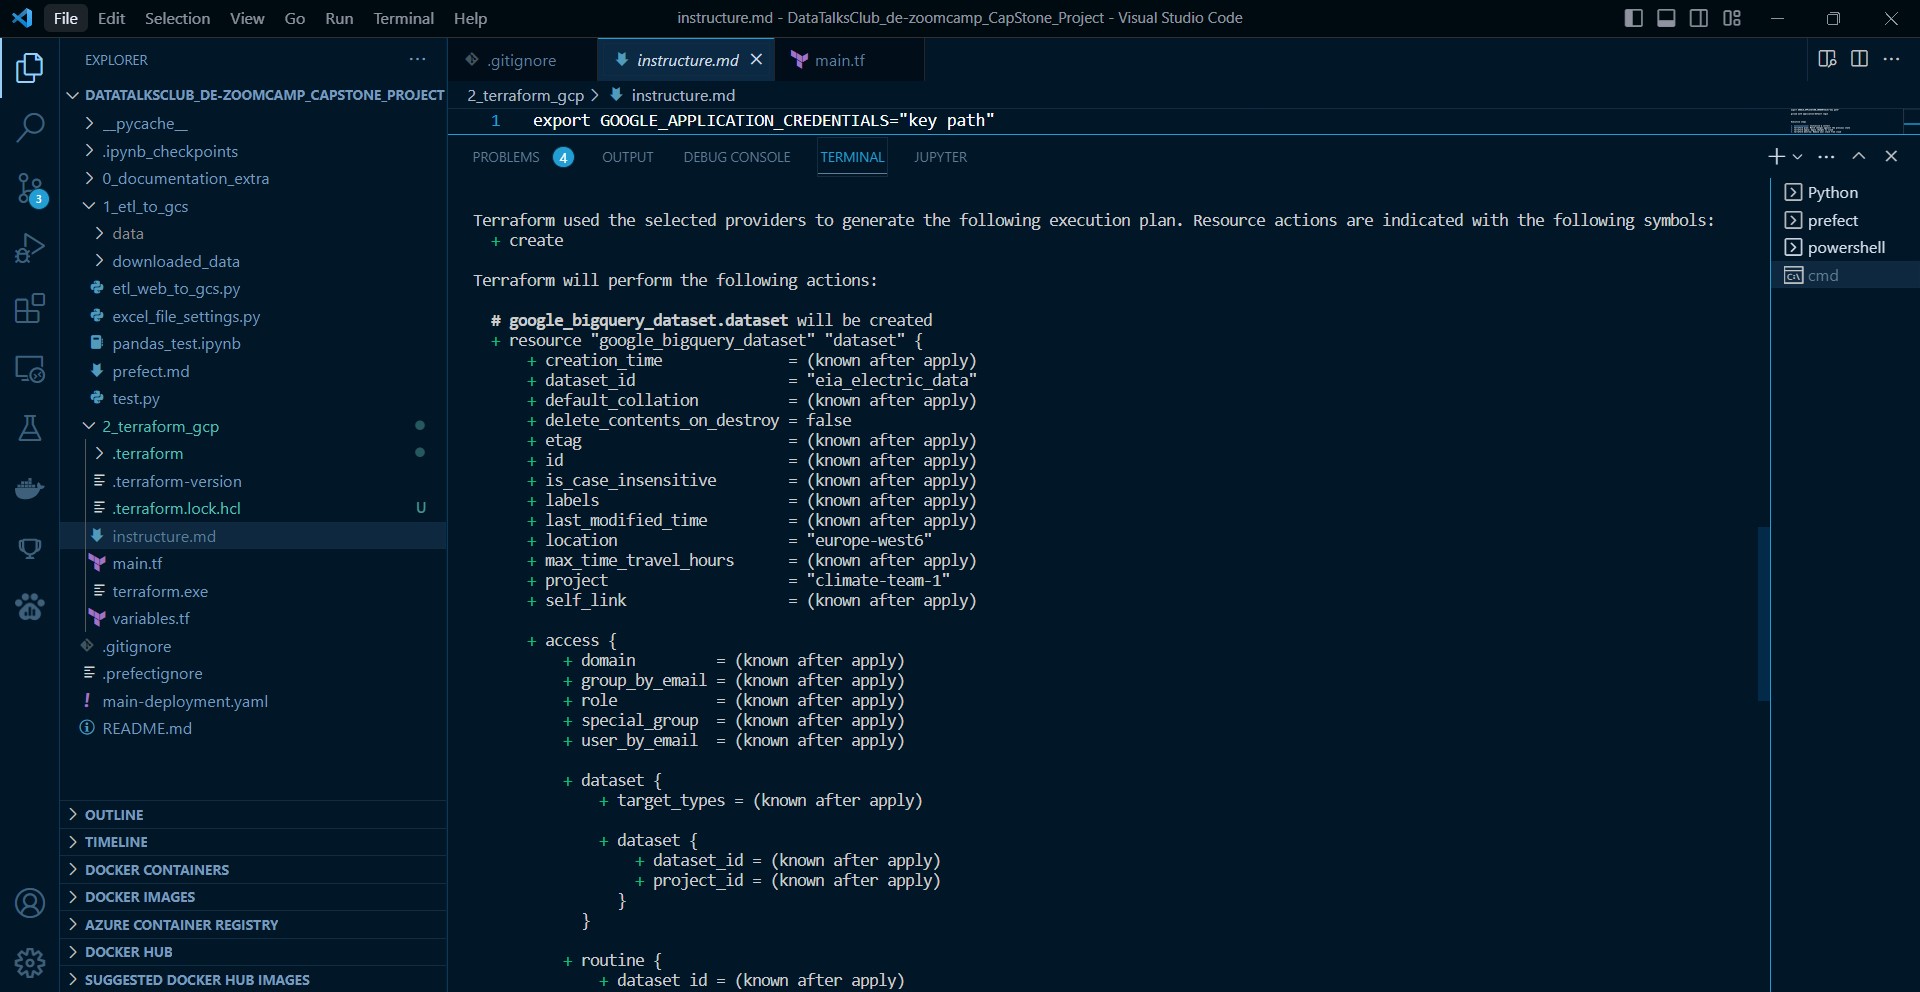 File Edit Selection View Go Run Terminal Help
instructure.md - DataTalksClub_de-zoomcamp_CapStone_Project - Visual Studio Code
EXPLORER
DATATALKSCLUB_DE-ZOOMCAMP_CAPSTONE_PROJECT
__pycache__
.ipynb_checkpoints
0_documentation_extra
1_etl_to_gcs
data
downloaded_data
etl_web_to_gcs.py
excel_file_settings.py
pandas_test.ipynb
prefect.md
test.py
2_terraform_gcp
.terraform
.terraform-version
.terraform.lock.hcl U
instructure.md
main.tf
terraform.exe
variables.tf
.gitignore
.prefectignore
! main-deployment.yaml
README.md
OUTLINE
TIMELINE
DOCKER CONTAINERS
DOCKER IMAGES
AZURE CONTAINER REGISTRY
DOCKER HUB
SUGGESTED DOCKER HUB IMAGES
3
.gitignore instructure.md main.tf
2_terraform_gcp > instructure.md
1 export GOOGLE_APPLICATION_CREDENTIALS="key path"
PROBLEMS 4 OUTPUT DEBUG CONSOLE TERMINAL JUPYTER
Terraform used the selected providers to generate the following execution plan. Resource actions are indicated with the following symbols:
+ create
Terraform will perform the following actions:
# google_bigquery_dataset.dataset will be created
+ resource "google_bigquery_dataset" "dataset" {
+ creation_time = (known after apply)
+ dataset_id = "eia_electric_data"
+ default_collation = (known after apply)
+ delete_contents_on_destroy = false
+ etag = (known after apply)
+ id = (known after apply)
+ is_case_insensitive = (known after apply)
+ labels = (known after apply)
+ last_modified_time = (known after apply)
+ location = "europe-west6"
+ max_time_travel_hours = (known after apply)
+ project = "climate-team-1"
+ self_link = (known after apply)
+ access {
+ domain = (known after apply)
+ group_by_email = (known after apply)
+ role = (known after apply)
+ special_group = (known after apply)
+ user_by_email = (known after apply)
+ dataset {
+ target_types = (known after apply)
+ dataset {
+ dataset_id = (known after apply)
+ project_id = (known after apply)
}
}
+ routine {
+ dataset_id = (known after apply)
Python
prefect
powershell
cmd